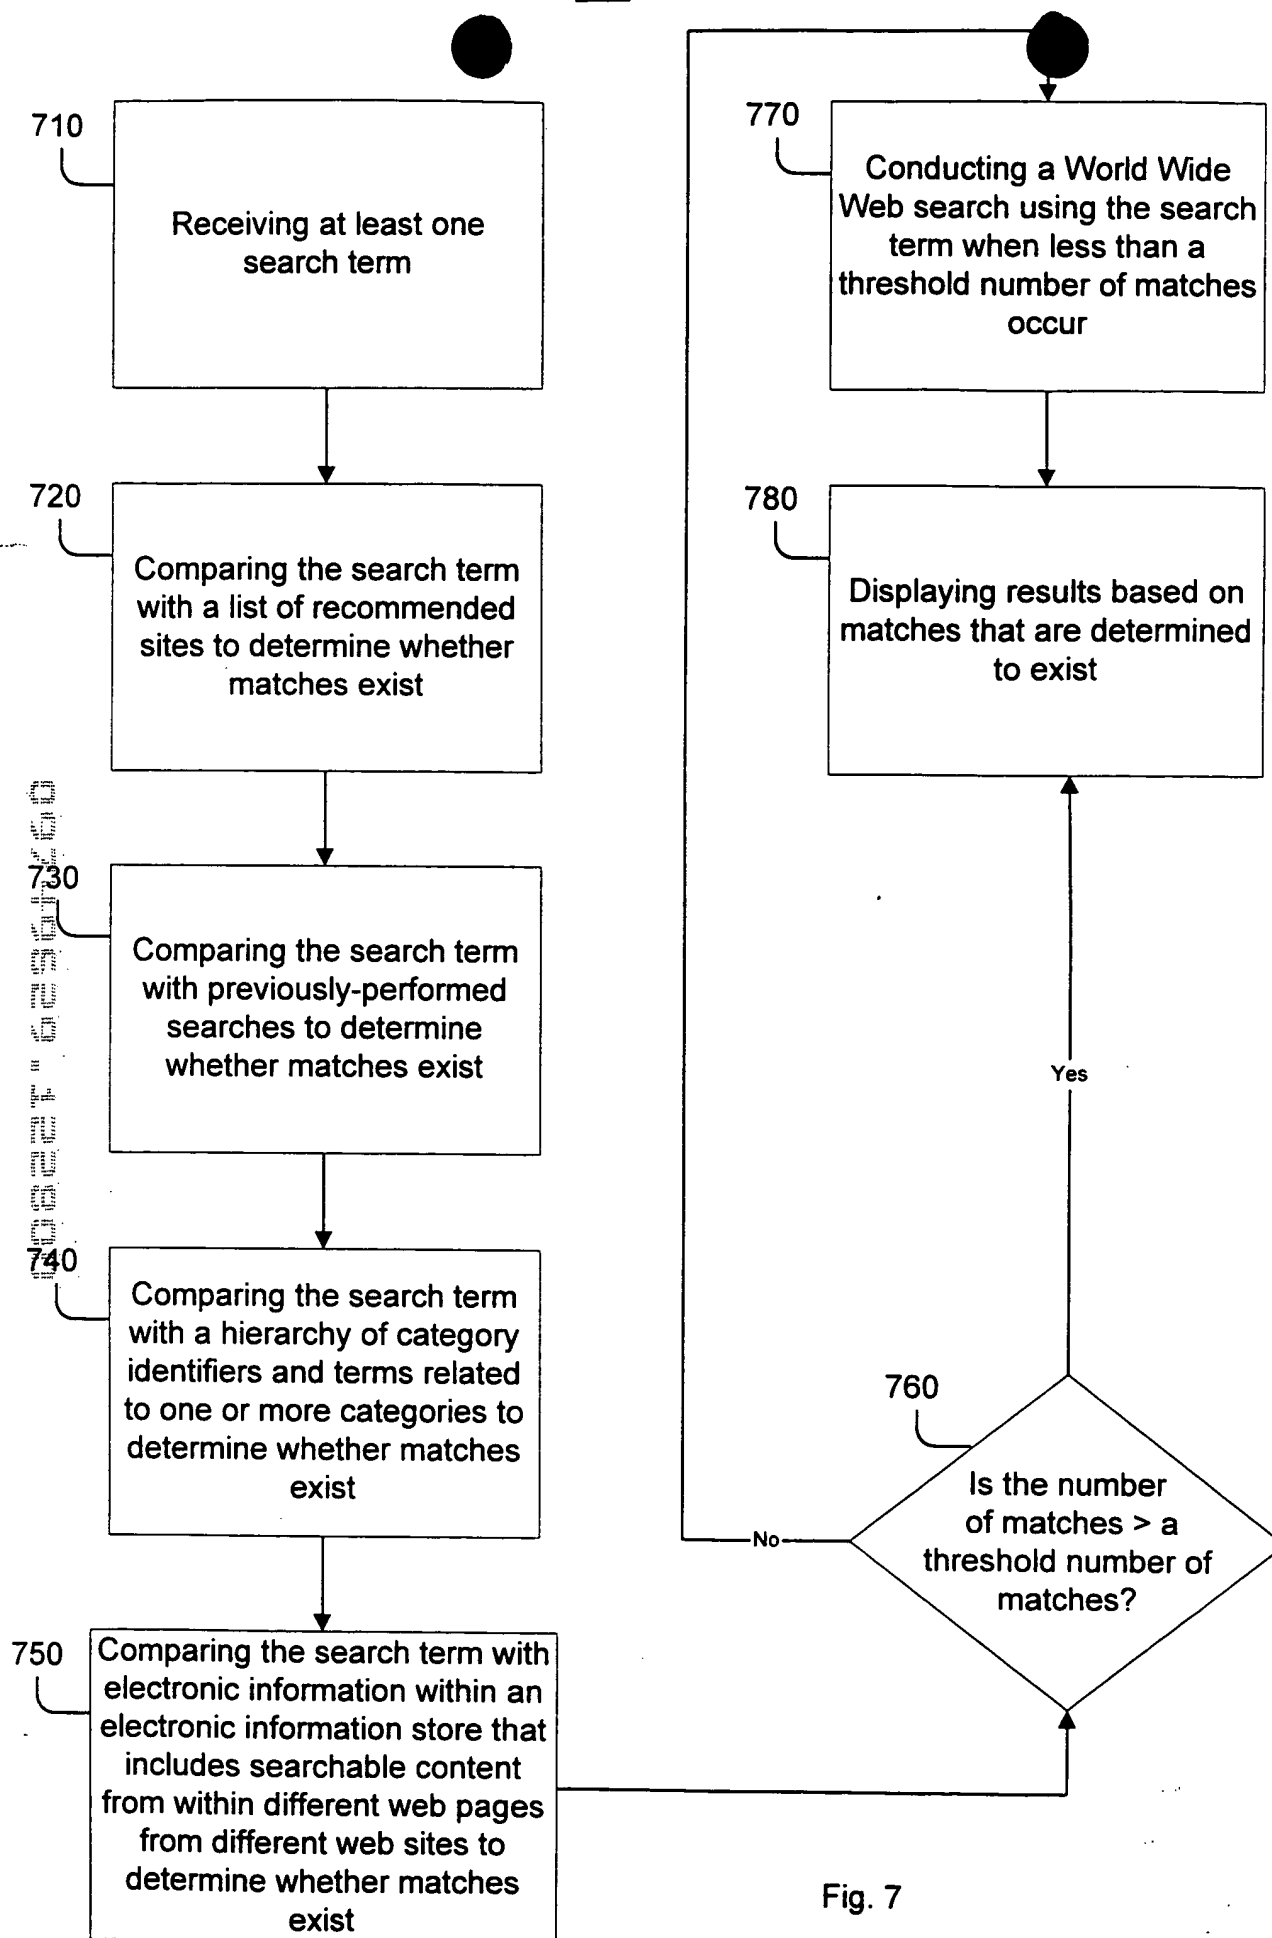 710
Receiving at least one
search term
720
Comparing the search term
with a list of recommended
sites to determine whether
matches exist
730
Comparing the search term
with previously-performed
searches to determine
whether matches exist
740
Comparing the search term
with a hierarchy of category
identifiers and terms related
to one or more categories to
determine whether matches
exist
750
Comparing the search term with
electronic information within an
electronic information store that
includes searchable content
from within different web pages
from different web sites to
determine whether matches
exist
760
Is the number
of matches > a
threshold number of
matches?
No
Yes
770
Conducting a World Wide
Web search using the search
term when less than a
threshold number of matches
occur
780
Displaying results based on
matches that are determined
to exist
Fig. 7